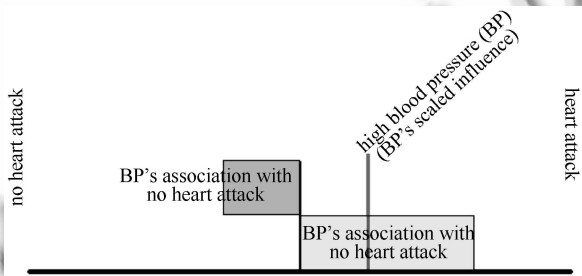 no heart attack
BP's association with
no heart attack
high blood pressure (BP)
(BP's scaled influence)
BP's association with
no heart attack
heart attack